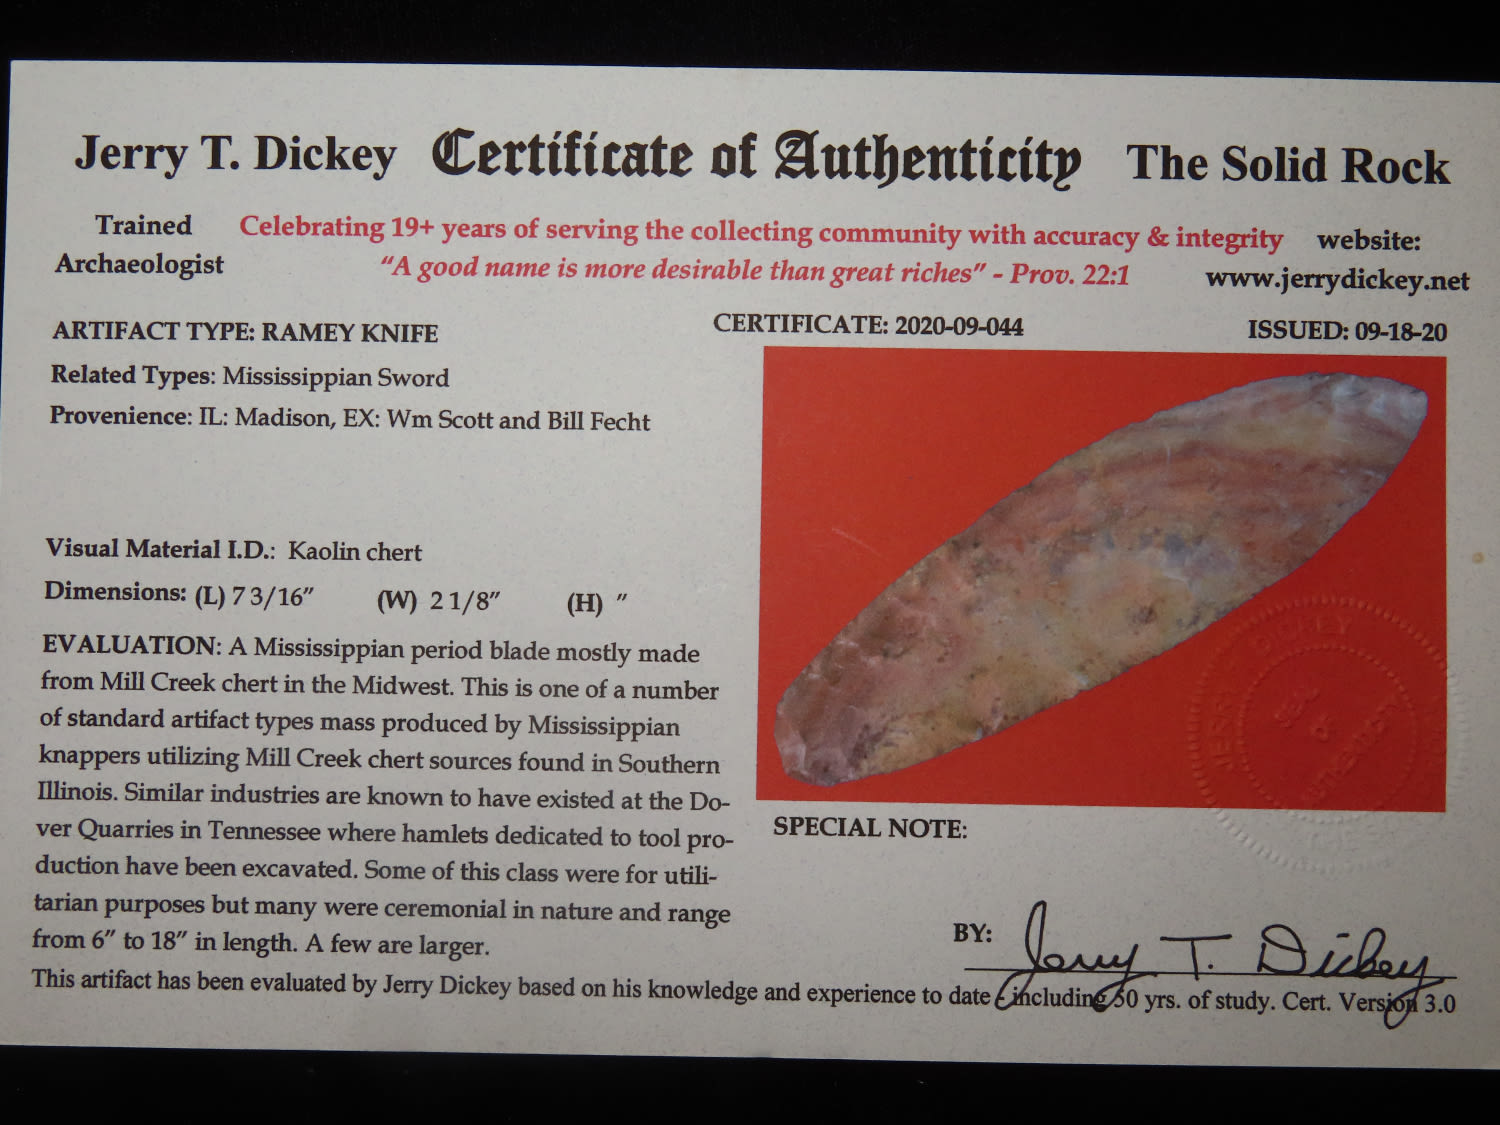 Jerry T. Dickey Certificate of Authenticity The Solid Rock
Trained Archaeologist
Celebrating 19+ years of serving the collecting community with accuracy & integrity
"A good name is more desirable than great riches" - Prov. 22:1
website:
www.jerrydickey.net
ARTIFACT TYPE: RAMEY KNIFE
CERTIFICATE: 2020-09-044
ISSUED: 09-18-20
Related Types: Mississippian Sword
Provenience: IL: Madison, EX: Wm Scott and Bill Fecht
Visual Material I.D.: Kaolin chert
Dimensions: (L) 7 3/16" (W) 2 1/8" (H) "
EVALUATION: A Mississippian period blade mostly made
from Mill Creek chert in the Midwest. This is one of a number
of standard artifact types mass produced by Mississippian
knappers utilizing Mill Creek chert sources found in Southern
Illinois. Similar industries are known to have existed at the Do-
ver Quarries in Tennessee where hamlets dedicated to tool pro-
duction have been excavated. Some of this class were for utili-
tarian purposes but many were ceremonial in nature and range
from 6" to 18" in length. A few are larger.
JERRY DICKEY
SEAL
OF
AUTHENTICITY
SPECIAL NOTE:
BY: Jerry T. Dickey
This artifact has been evaluated by Jerry Dickey based on his knowledge and experience to date - including 50 yrs. of study. Cert. Version 3.0